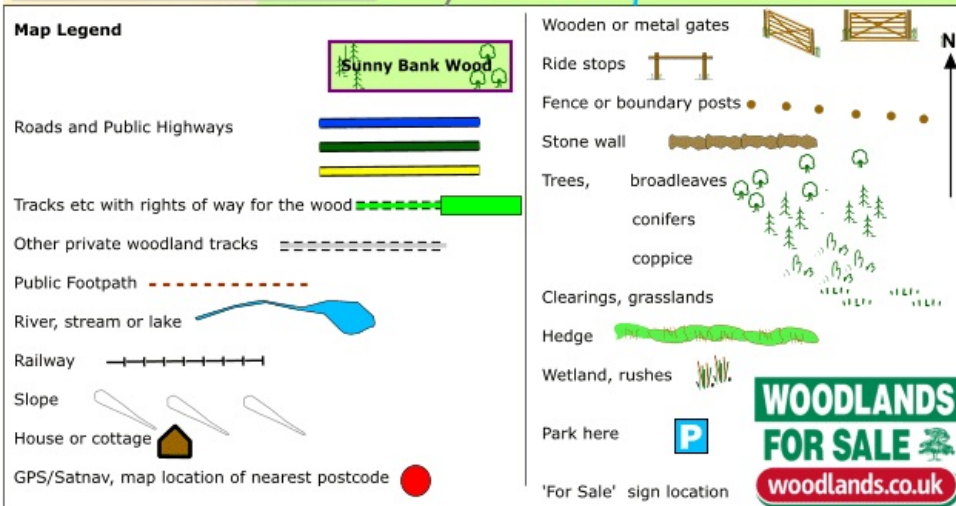 Map Legend
Sunny Bank Wood
Roads and Public Highways
Tracks etc with rights of way for the wood
Other private woodland tracks
Public Footpath
River, stream or lake
Railway
Slope
House or cottage
GPS/Satnav, map location of nearest postcode
Wooden or metal gates
N
Ride stops
Fence or boundary posts
Stone wall
Trees, broadleaves
conifers
coppice
Clearings, grasslands
Hedge
Wetland, rushes
Park here
P
'For Sale' sign location
WOODLANDS
FOR SALE
woodlands.co.uk